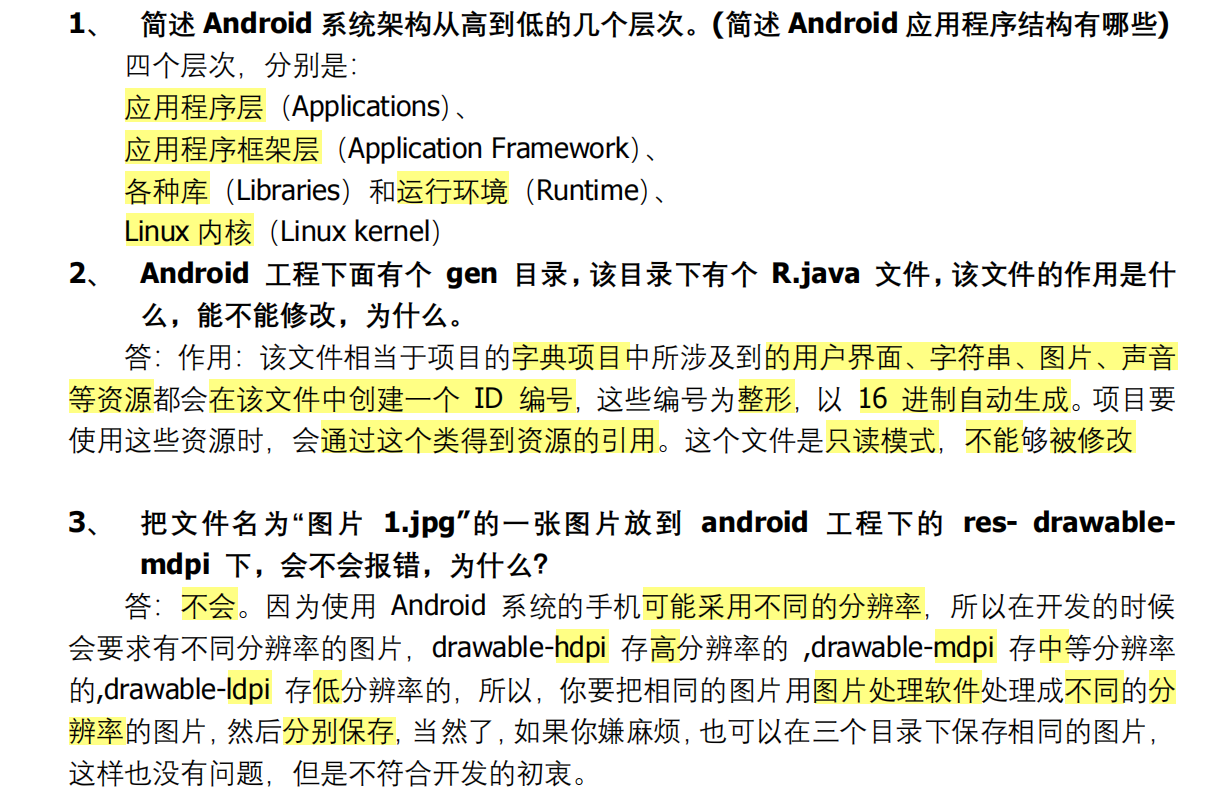 1、 简述 Android 系统架构从高到低的几个层次。(简述 Android 应用程序结构有哪些)
四个层次，分别是：
应用程序层（Applications）、
应用程序框架层（Application Framework）、
各种库（Libraries）和运行环境（Runtime）、
Linux 内核（Linux kernel）
2、 Android 工程下面有个 gen 目录，该目录下有个 R.java 文件，该文件的作用是什
么，能不能修改，为什么。
答：作用：该文件相当于项目的字典项目中所涉及到的用户界面、字符串、图片、声音
等资源都会在该文件中创建一个 ID 编号，这些编号为整形，以 16 进制自动生成。项目要
使用这些资源时，会通过这个类得到资源的引用。这个文件是只读模式，不能够被修改
3、 把文件名为“图片 1.jpg”的一张图片放到 android 工程下的 res- drawable-
mdpi 下，会不会报错，为什么?
答：不会。因为使用 Android 系统的手机可能采用不同的分辨率，所以在开发的时候
会要求有不同分辨率的图片，drawable-hdpi 存高分辨率的 ,drawable-mdpi 存中等分辨率
的,drawable-ldpi 存低分辨率的，所以，你要把相同的图片用图片处理软件处理成不同的分
辨率的图片，然后分别保存，当然了，如果你嫌麻烦，也可以在三个目录下保存相同的图片，
这样也没有问题，但是不符合开发的初衷。